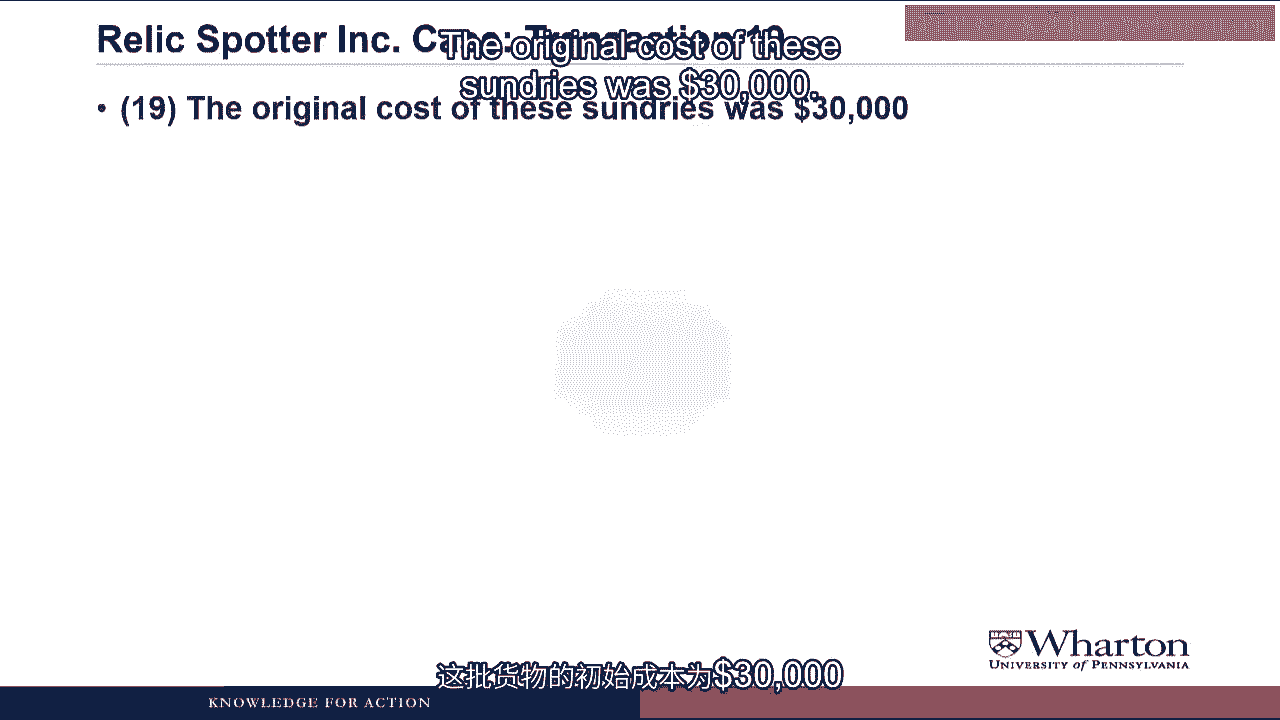 Relic Spotter Inc. Case: Transaction 19
The original cost of these
sundries was $30,000.
• (19) The original cost of these sundries was $30,000
Wharton
UNIVERSITY of PENNSYLVANIA
这批货物的初始成本为$30,000
KNOWLEDGE FOR ACTION